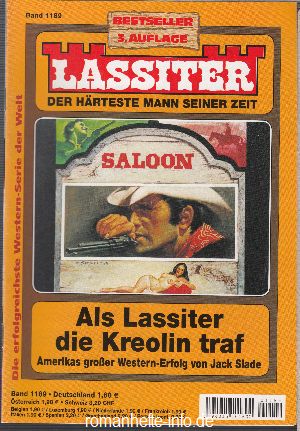 Band 1189
BESTSELLER
3. AUFLAGE
LASSITER
DER HÄRTESTE MANN SEINER ZEIT
Die erfolgreichste Western-Serie der Welt
SALOON
Als Lassiter
die Kreolin traf
Amerikas großer Western-Erfolg von Jack Slade
Band 1189 • Deutschland 1,60 €
Österreich 1,80 € • Schweiz 3,20 CHF
romanhefte-info.de